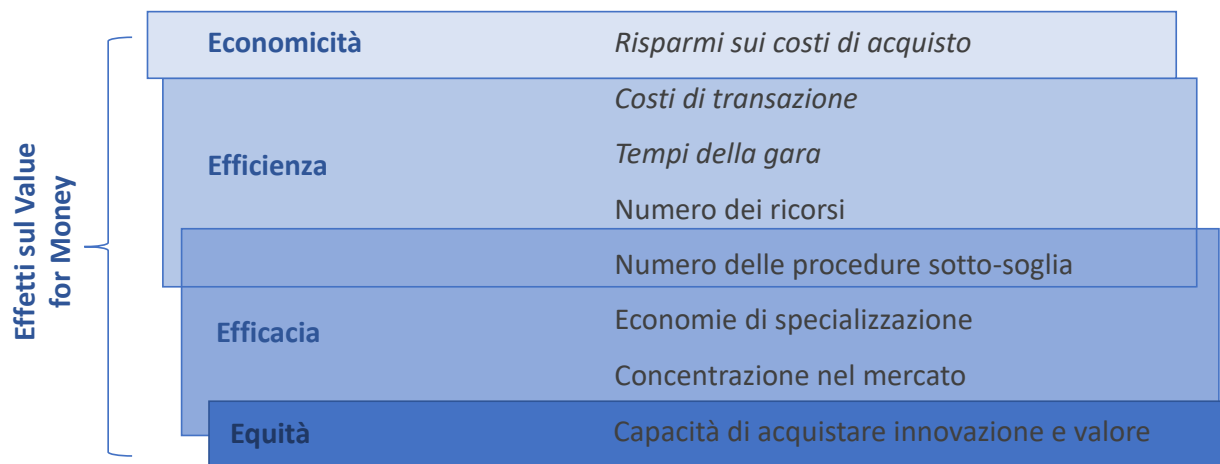 Effetti sul Value
for Money
Economicità
Risparmi sui costi di acquisto
Efficienza
Costi di transazione
Tempi della gara
Numero dei ricorsi
Numero delle procedure sotto-soglia
Efficacia
Economie di specializzazione
Concentrazione nel mercato
Equità
Capacità di acquistare innovazione e valore